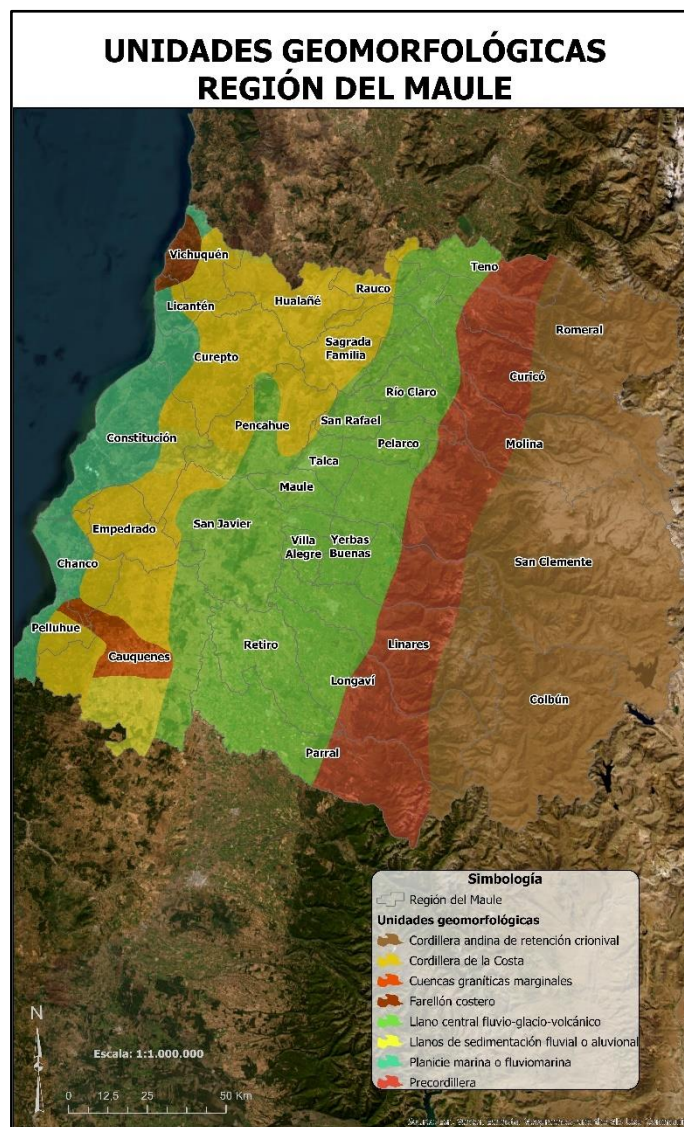 UNIDADES GEOMORFOLÓGICAS
REGIÓN DEL MAULE
Vichuquén
Teno
Rauco
Licantén
Hualañé
Romeral
Sagrada
Familia
Curepto
Curicó
Río Claro
Pencahue
San Rafael
Constitución
Pelarco
Molina
Talca
Maule
Empedrado
San Javier
Villa
Alegre
Yerbas
Buenas
Chanco
San Clemente
Pelluhue
Cauquenes
Retiro
Linares
Longaví
Colbún
Parral
Simbología
Región del Maule
Unidades geomorfológicas
Cordillera andina de retención crionival
Cordillera de la Costa
Cuencas graníticas marginales
Farellón costero
Llano central fluvio-glacio-volcánico
Llanos de sedimentación fluvial o aluvional
Planicie marina o fluviomarina
Precordillera
N
Escala: 1:1.000.000
0 12,5 25 50 Km